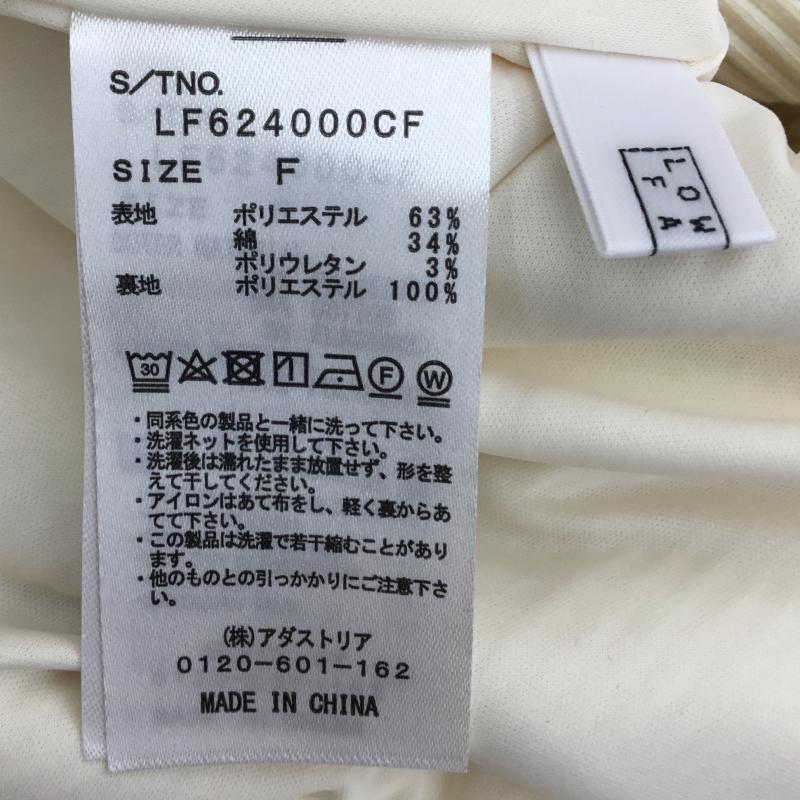 S/TNO.
LF624000CF
SIZE F
表地 ポリエステル 63%
綿 34%
ポリウレタン 3%
裏地 ポリエステル 100%
30 F W
・同系色の製品と一緒に洗って下さい。
・洗濯ネットを使用して下さい。
・洗濯後は濡れたまま放置せず、形を整
えて干してください。
・アイロンはあて布をし、軽く裏からあ
てて下さい。
・この製品は洗濯で若干縮むことがあり
ます。
・他のものとの引っかかりにご注意下さ
い。
(株)アダストリア
0120-601-162
MADE IN CHINA
LOW
FA